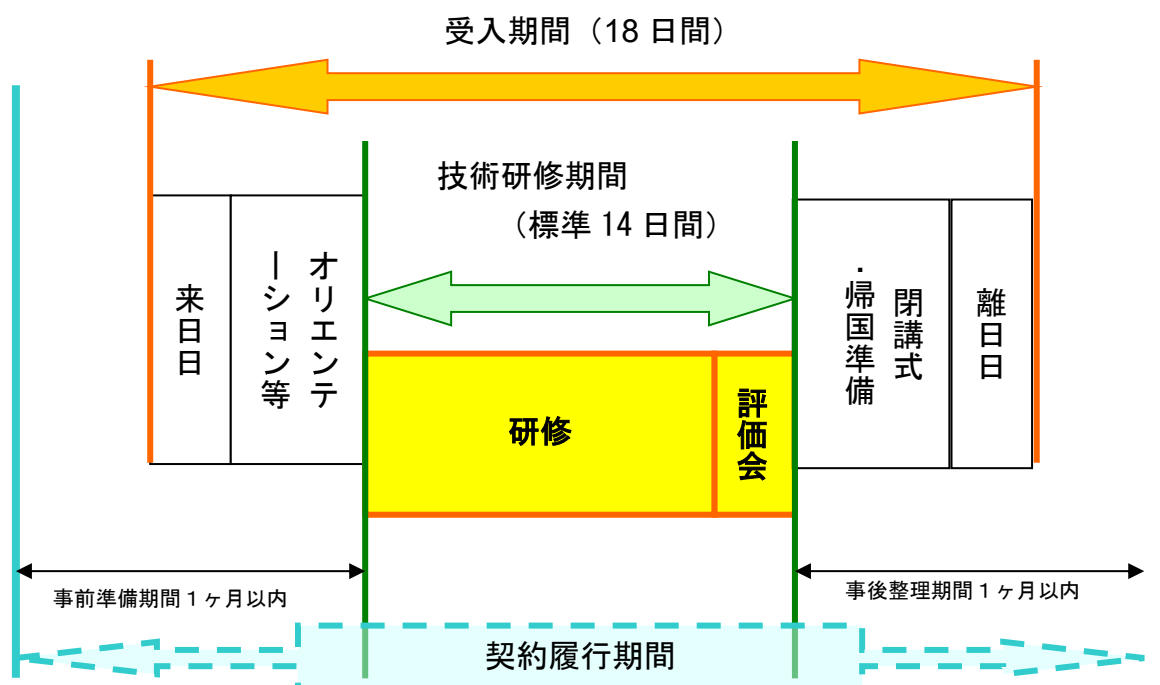 受入期間（18 日間）
技術研修期間
（標準 14 日間）
来日日
オリエンテ
ーション等
研修
評価会
閉講式
・帰国準備
離日日
事前準備期間１ヶ月以内
事後整理期間１ヶ月以内
契約履行期間